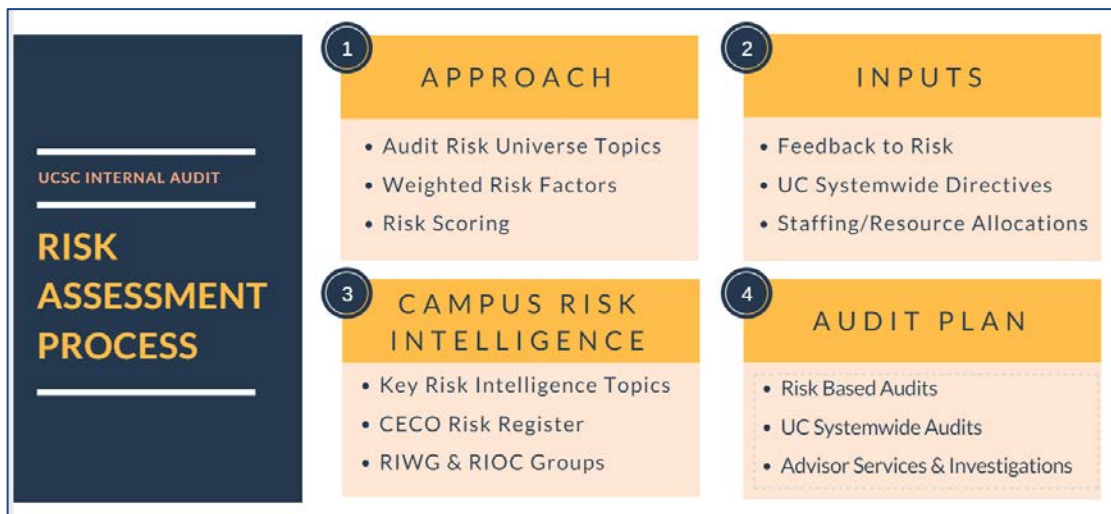 UCSC INTERNAL AUDIT
RISK
ASSESSMENT
PROCESS
1
APPROACH
• Audit Risk Universe Topics
• Weighted Risk Factors
• Risk Scoring
2
INPUTS
• Feedback to Risk
• UC Systemwide Directives
• Staffing/Resource Allocations
3
CAMPUS RISK
INTELLIGENCE
• Key Risk Intelligence Topics
• CECO Risk Register
• RIWG & RIOC Groups
4
AUDIT PLAN
• Risk Based Audits
• UC Systemwide Audits
• Advisor Services & Investigations